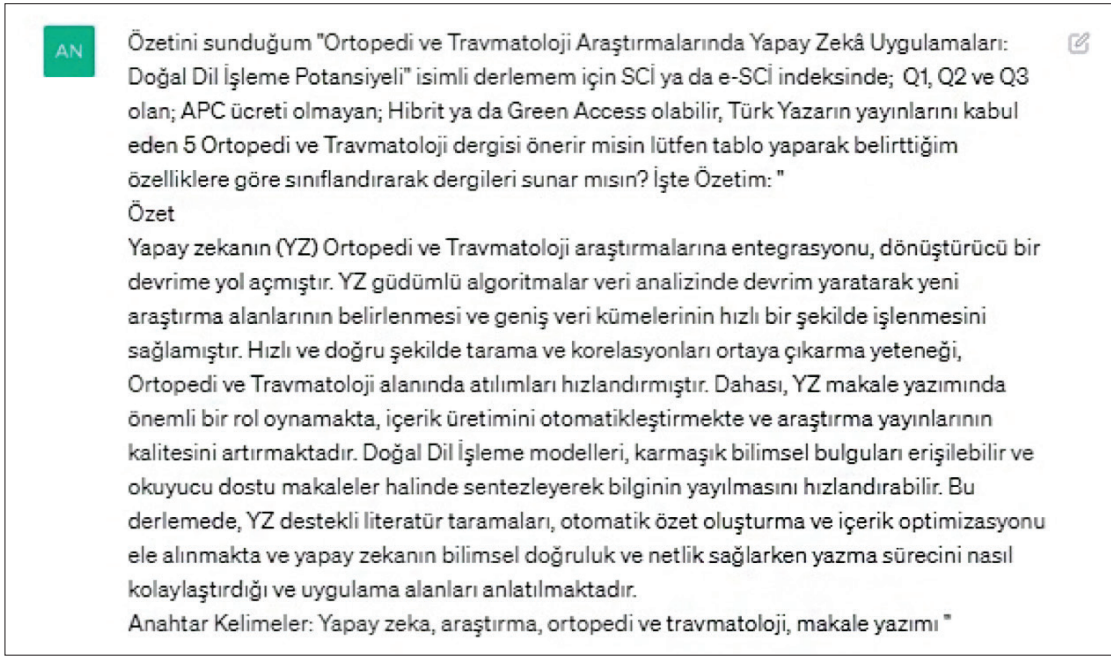 AN
Özetini sunduğum "Ortopedi ve Travmatoloji Araştırmalarında Yapay Zekâ Uygulamaları:
Doğal Dil İşleme Potansiyeli" isimli derlemem için SCİ ya da e-SCİ indeksinde; Q1, Q2 ve Q3
olan; APC ücreti olmayan; Hibrit ya da Green Access olabilir, Türk Yazarın yayınlarını kabul
eden 5 Ortopedi ve Travmatoloji dergisi önerir misin lütfen tablo yaparak belirttiğim
özelliklere göre sınıflandırarak dergileri sunar mısın? İşte Özetim: "
Özet
Yapay zekanın (YZ) Ortopedi ve Travmatoloji araştırmalarına entegrasyonu, dönüştürücü bir
devrime yol açmıştır. YZ güdümlü algoritmalar veri analizinde devrim yaratarak yeni
araştırma alanlarının belirlenmesi ve geniş veri kümelerinin hızlı bir şekilde işlenmesini
sağlamıştır. Hızlı ve doğru şekilde tarama ve korelasyonları ortaya çıkarma yeteneği,
Ortopedi ve Travmatoloji alanında atılımları hızlandırmıştır. Dahası, YZ makale yazımında
önemli bir rol oynamakta, içerik üretimini otomatikleştirmekte ve araştırma yayınlarının
kalitesini artırmaktadır. Doğal Dil İşleme modelleri, karmaşık bilimsel bulguları erişilebilir ve
okuyucu dostu makaleler halinde sentezleyerek bilginin yayılmasını hızlandırabilir. Bu
derlemede, YZ destekli literatür taramaları, otomatik özet oluşturma ve içerik optimizasyonu
ele alınmakta ve yapay zekanın bilimsel doğruluk ve netlik sağlarken yazma sürecini nasıl
kolaylaştırdığı ve uygulama alanları anlatılmaktadır.
Anahtar Kelimeler: Yapay zeka, araştırma, ortopedi ve travmatoloji, makale yazımı "